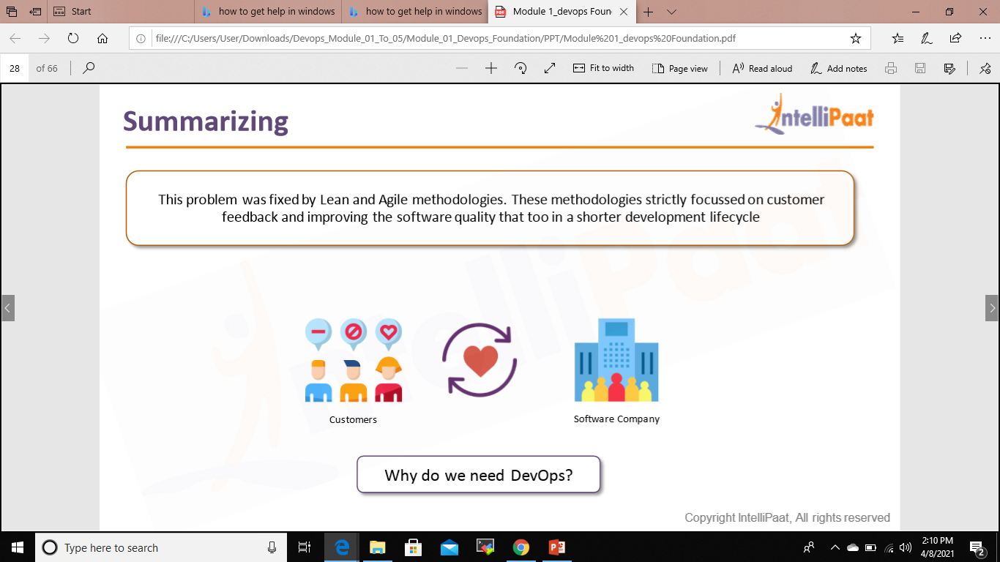 Start
how to get help in windows
how to get help in windows
Module 1_devops Foun
file:///C:/Users/User/Downloads/Devops_Module_01_To_05/Module_01_Devops_Foundation/PPT/Module%201_devops%20Foundation.pdf
28 of 66
Fit to width
Page view
Read aloud
Add notes
Summarizing
IntelliPaat
This problem was fixed by Lean and Agile methodologies. These methodologies strictly focussed on customer
feedback and improving the software quality that too in a shorter development lifecycle
IntelliPaat
Customers
Software Company
Why do we need DevOps?
Copyright IntelliPaat, All rights reserved
Type here to search
2:10 PM
4/8/2021
2